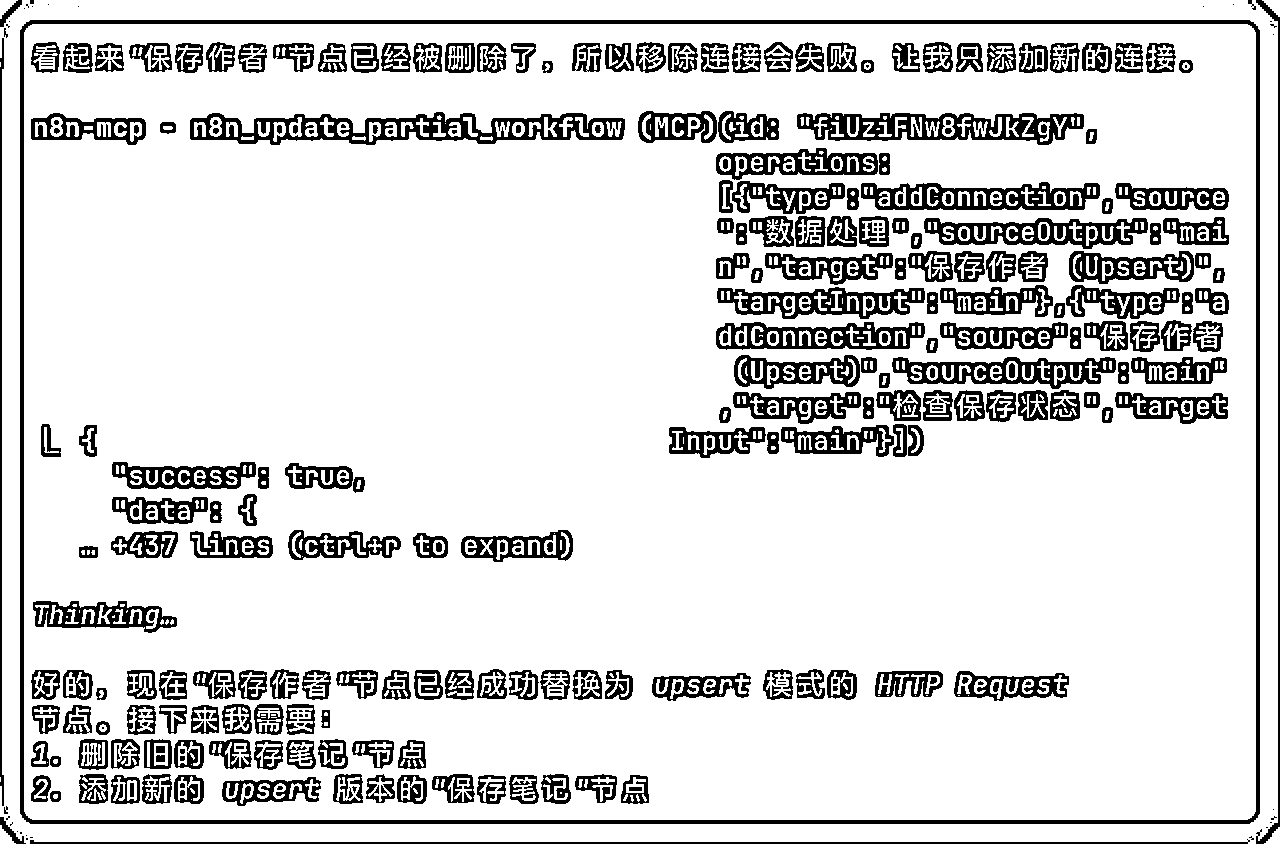 看起来"保存作者"节点已经被删除了，所以移除连接会失败。让我只添加新的连接。
n8n-mcp - n8n_update_partial_workflow (MCP)(id: "fiUziFNw8fwJkZgY",
operations:
[{"type":"addConnection","source
":"数据处理","sourceOutput":"mai
n","target":"保存作者 (Upsert)",
"targetInput":"main"},{"type":"a
ddConnection","source":"保存作者
(Upsert)","sourceOutput":"main"
,"target":"检查保存状态","target
Input":"main"}])
⎣ {
"success": true,
"data": {
… +437 lines (ctrl+r to expand)
Thinking…
好的，现在"保存作者"节点已经成功替换为 upsert 模式的 HTTP Request
节点。接下来我需要：
1. 删除旧的"保存笔记"节点
2. 添加新的 upsert 版本的"保存笔记"节点